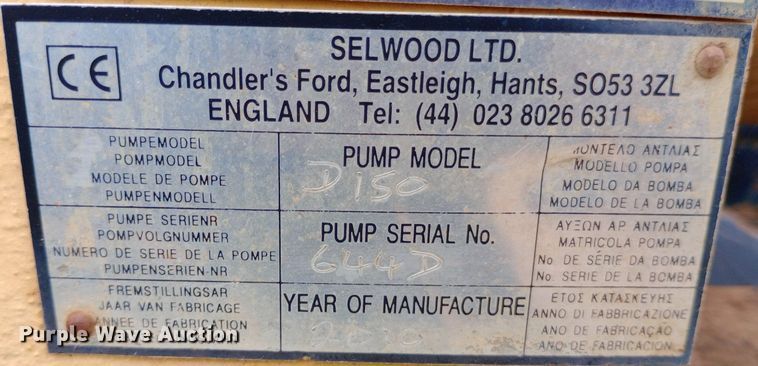 CE
SELWOOD LTD.
Chandler's Ford, Eastleigh, Hants, SO53 3ZL
ENGLAND Tel: (44) 023 8026 6311
PUMPEMODEL
POMPMODEL
MODELE DE POMPE
PUMPENMODELL
PUMP MODEL
D150
ΜΟΝΤΕΛΟ ΑΝΤΛΙΑΣ
MODELLO POMPA
MODELO DA BOMBA
MODELO DE LA BOMBA
PUMPE SERIENR
POMPVOLGNUMMER
NUMERO DE SERIE DE LA POMPE
PUMPENSERIEN-NR
PUMP SERIAL No.
644D
ΑΥΞΩΝ ΑΡ ΑΝΤΛΙΑΣ
MATRICOLA POMPA
No. DE SÉRIE DA BOMBA
No. SERIE DE LA BOMBA
FREMSTILLINGSAR
JAAR VAN FABRICAGE
ANNEE DE FABRICATION
YEAR OF MANUFACTURE
ΕΤΟΣ ΚΑΤΑΣΚΕΥΗΣ
ANNO DI FABBRICAZIONE
ANO DE FABRICAÇÃO
ANO DE FABRICACION
Purple Wave Auction